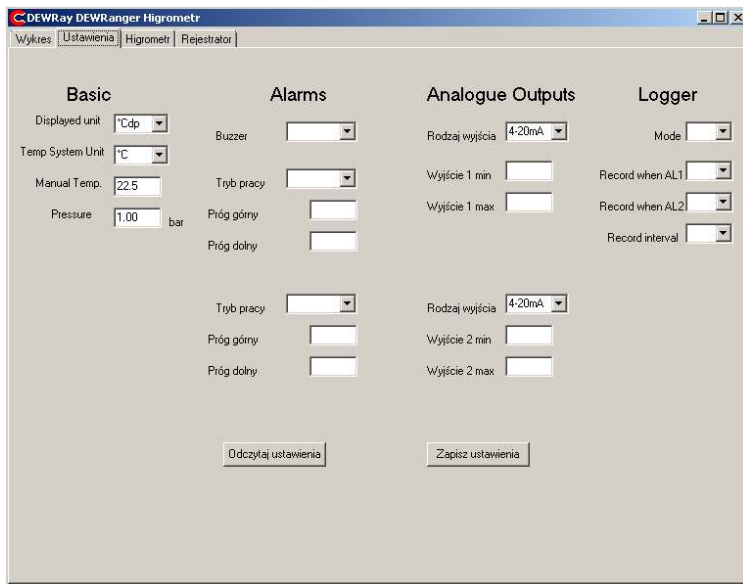 DEWRay DEWRanger Higrometr
Wykres Ustawienia Higrometr Rejestrator
Basic
Displayed unit °Cdp
Temp System Unit °C
Manual Temp. 22.5
Pressure 1.00 bar
Alarms
Buzzer
Tryb pracy
Próg górny
Próg dolny
Tryb pracy
Próg górny
Próg dolny
Analogue Outputs
Rodzaj wyjścia 4-20mA
Wyjście 1 min
Wyjście 1 max
Rodzaj wyjścia 4-20mA
Wyjście 2 min
Wyjście 2 max
Logger
Mode
Record when AL1
Record when AL2
Record interval
Odczytaj ustawienia
Zapisz ustawienia